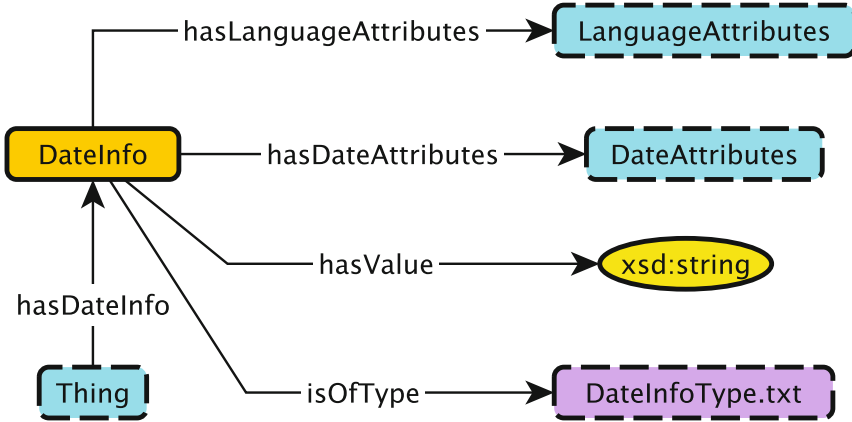 hasLanguageAttributes
LanguageAttributes
DateInfo
hasDateAttributes
DateAttributes
hasValue
xsd:string
hasDateInfo
Thing
isOfType
DateInfoType.txt